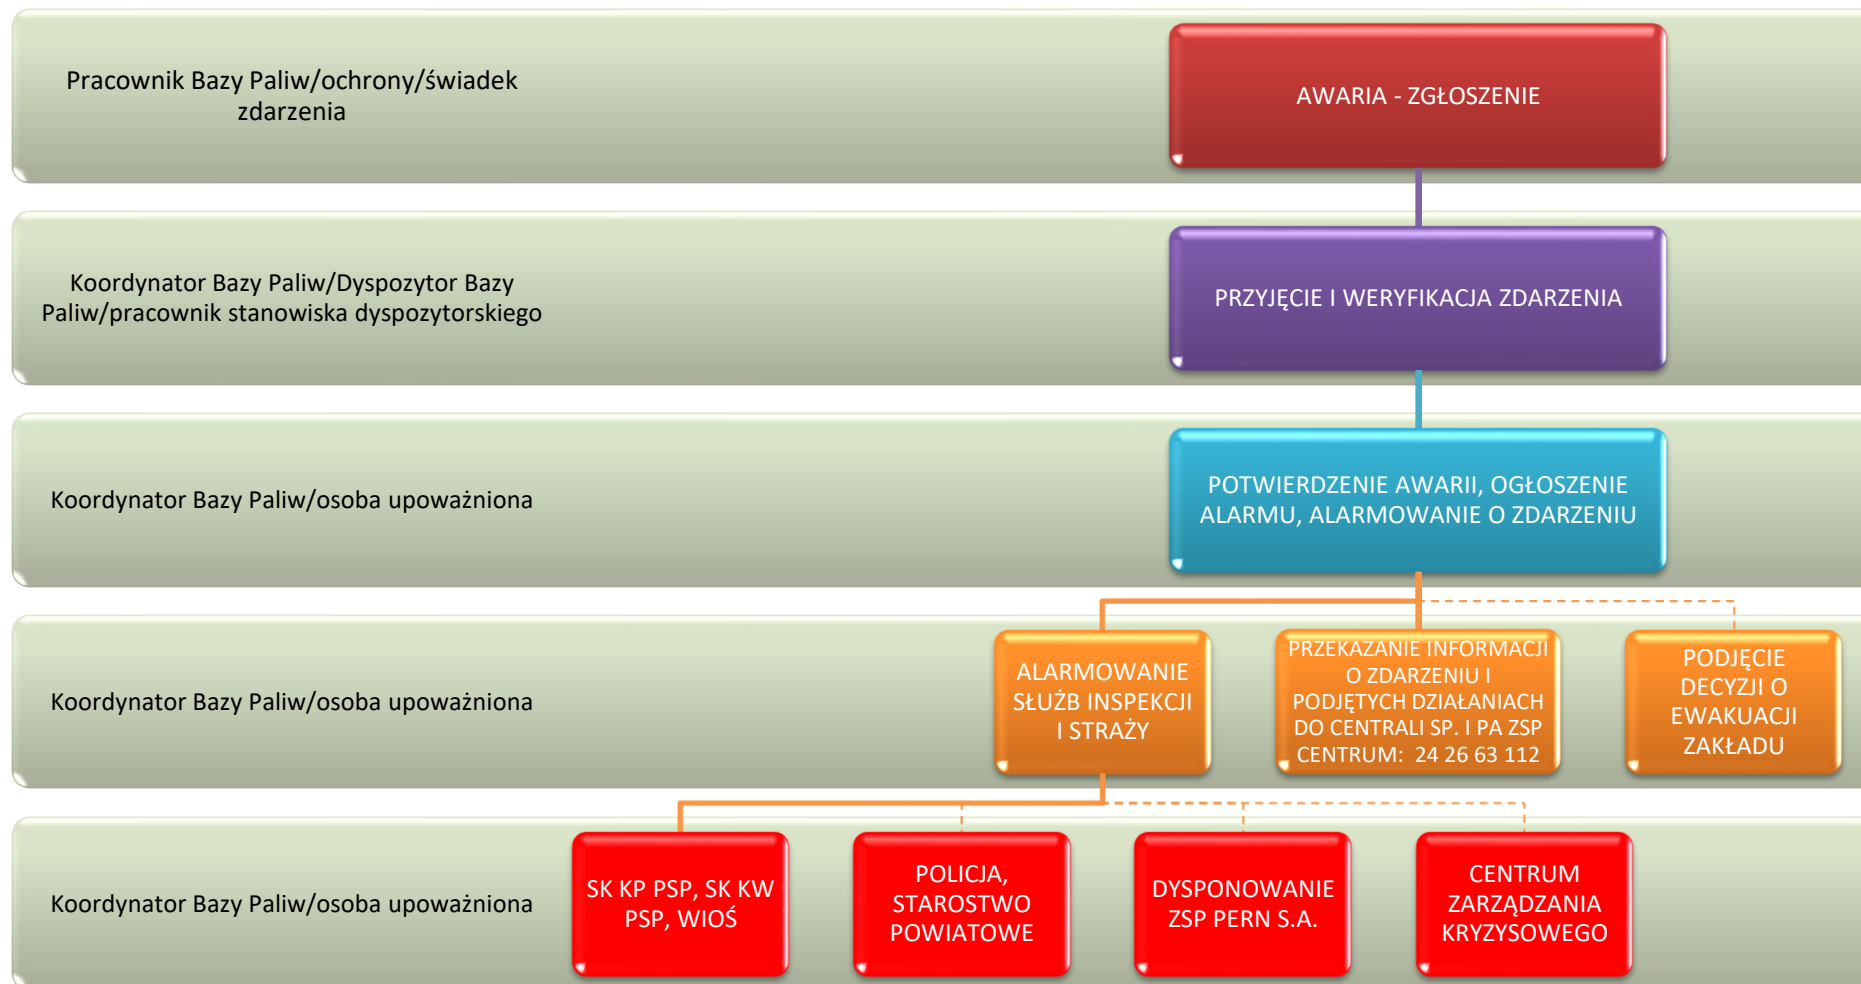 Pracownik Bazy Paliw/ochrony/świadek
zdarzenia
AWARIA - ZGŁOSZENIE
Koordynator Bazy Paliw/Dyspozytor Bazy
Paliw/pracownik stanowiska dyspozytorskiego
PRZYJĘCIE I WERYFIKACJA ZDARZENIA
Koordynator Bazy Paliw/osoba upoważniona
POTWIERDZENIE AWARII, OGŁOSZENIE
ALARMU, ALARMOWANIE O ZDARZENIU
Koordynator Bazy Paliw/osoba upoważniona
ALARMOWANIE
SŁUŻB INSPEKCJI
I STRAŻY
PRZEKAZANIE INFORMACJI
O ZDARZENIU I
PODJĘTYCH DZIAŁANIACH
DO CENTRALI SP. I PA ZSP
CENTRUM: 24 26 63 112
PODJĘCIE
DECYZJI O
EWAKUACJI
ZAKŁADU
Koordynator Bazy Paliw/osoba upoważniona
SK KP PSP, SK KW
PSP, WIOŚ
POLICJA,
STAROSTWO
POWIATOWE
DYSPONOWANIE
ZSP PERN S.A.
CENTRUM
ZARZĄDZANIA
KRYZYSOWEGO